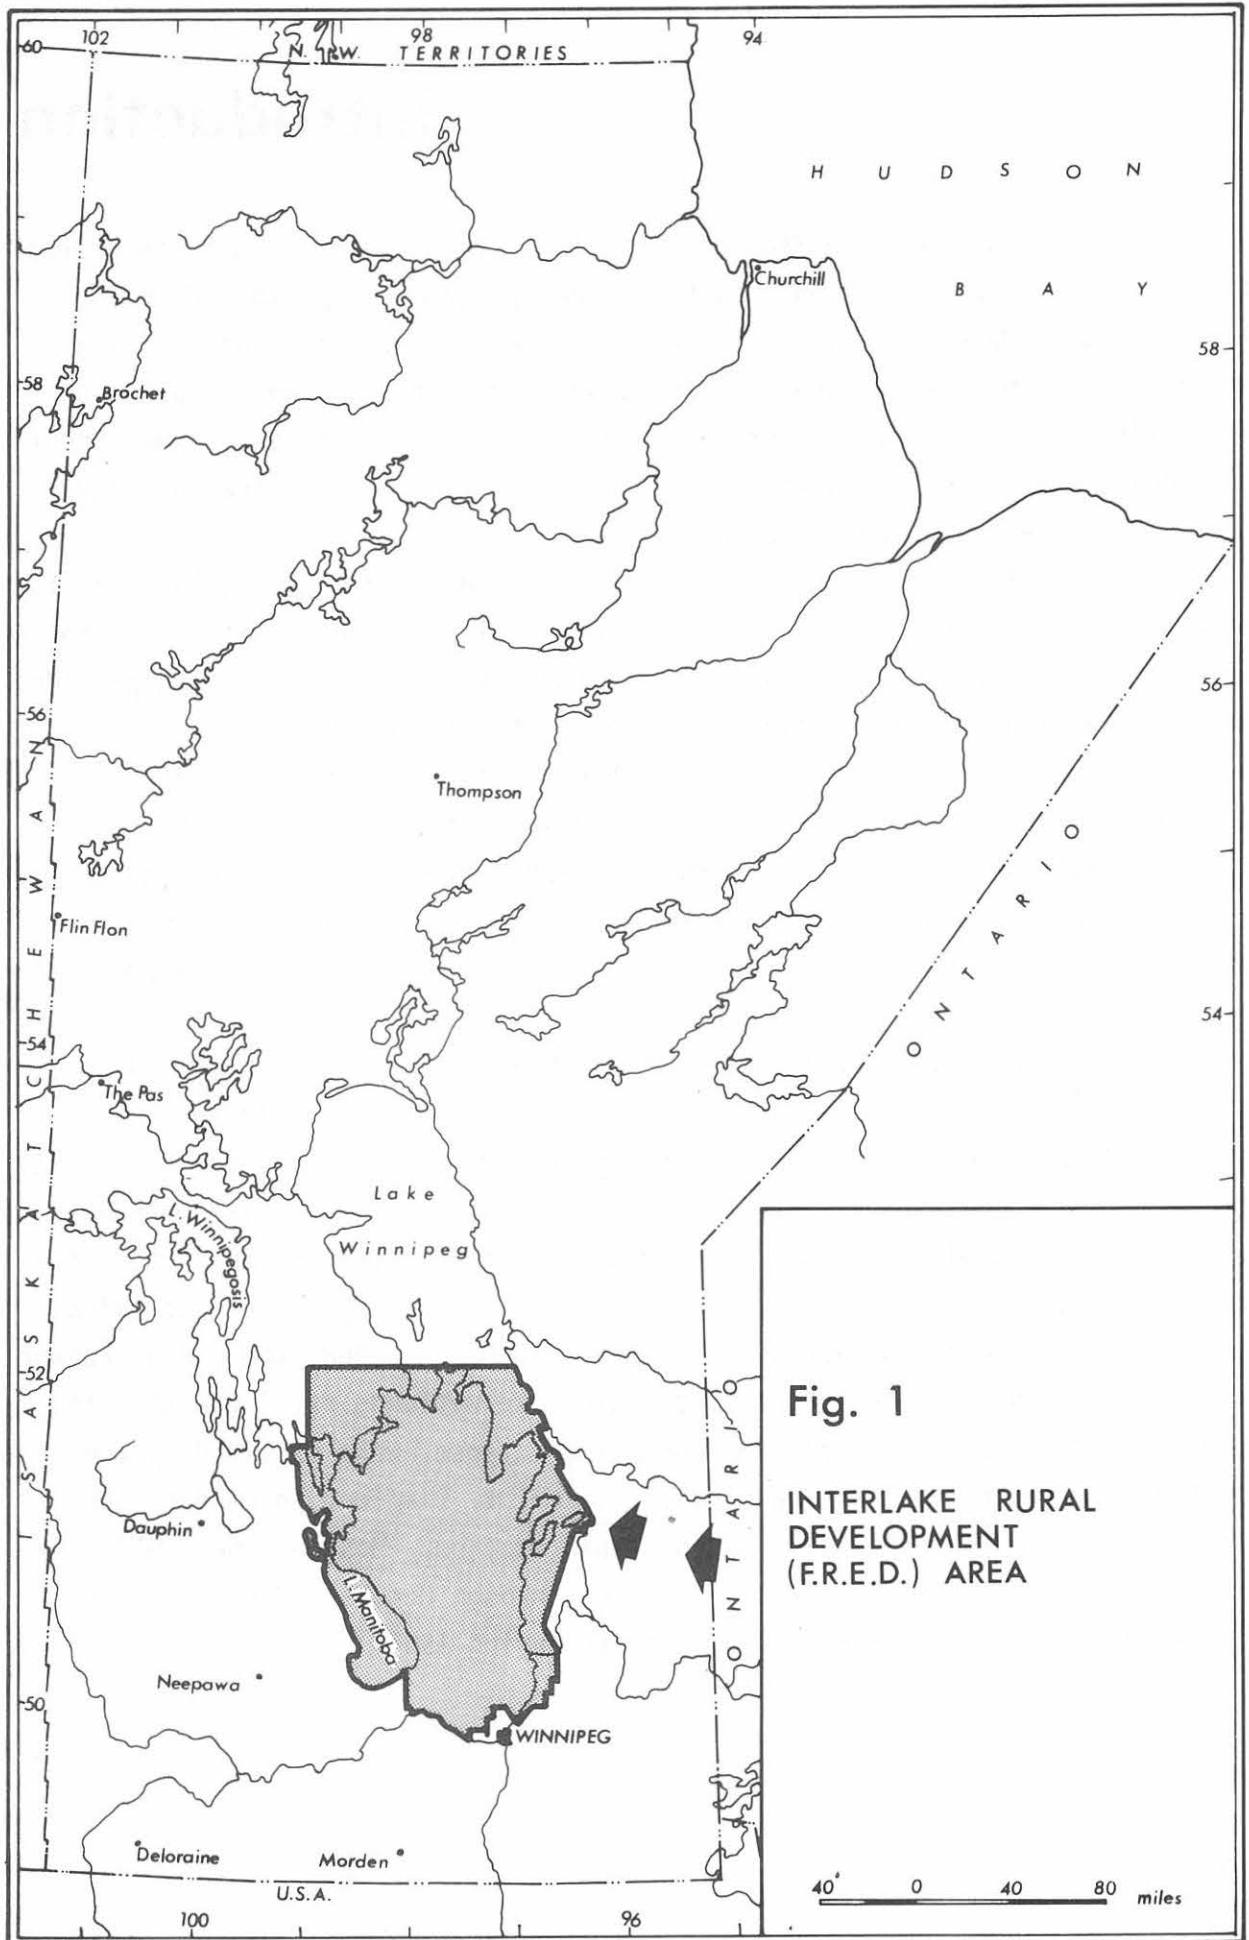 102
98
94
60
N. W. TERRITORIES
HUDSON
BAY
Churchill
58
58
Brochet
56
56
Thompson
SASKATCHEWAN
Flin Flon
ONTARIO
54
54
The Pas
Lake
Winnipeg
L. Winnipegosis
52
ONTARIO
Dauphin
L. Manitoba
Neepawa
50
WINNIPEG
Deloraine
Morden
U.S.A.
100
96
Fig. 1
INTERLAKE RURAL
DEVELOPMENT
(F.R.E.D.) AREA
40 0 40 80 miles